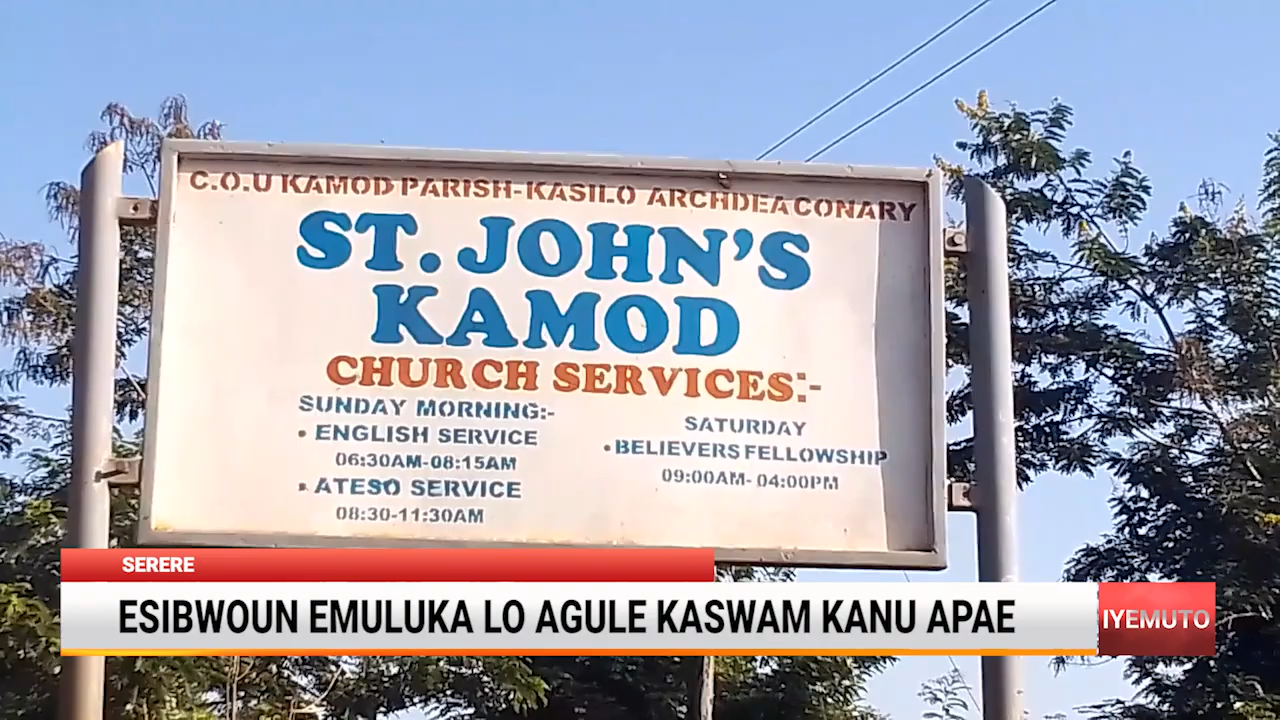 C.O.U KAMOD PARISH-KASILO ARCHDEACONARY
ST. JOHN'S
KAMOD
CHURCH SERVICES:-
SUNDAY MORNING:-
• ENGLISH SERVICE
06:30AM-08:15AM
• ATESO SERVICE
08:30-11:30AM
SATURDAY
• BELIEVERS FELLOWSHIP
09:00AM-04:00PM
SERERE
ESIBWOUN EMULUKA LO AGULE KASWAM KANU APAE
IYEMUTO